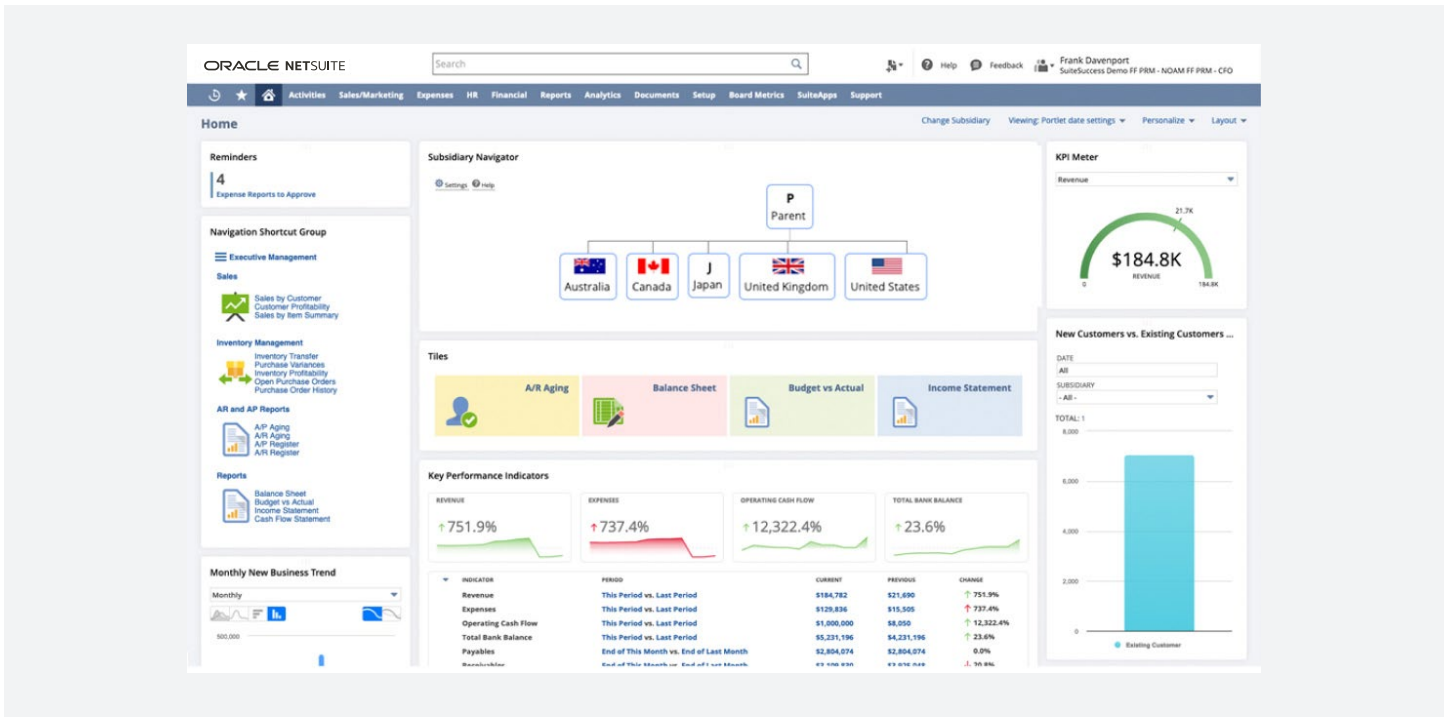 ORACLE NETSUITE
Search
Help
Feedback
Frank Davenport
SuiteSuccess Demo FF PRM - NOAM FF PRM - CFO
Activities Sales/Marketing Expenses HR Financial Reports Analytics Documents Setup Board Metrics SuiteApps Support
Home
Change Subsidiary Viewing: Portlet date settings Personalize Layout
Reminders
4
Expense Reports to Approve
Navigation Shortcut Group
Executive Management
Sales
Sales by Customer
Customer Profitability
Sales by Item Summary
Inventory Management
Inventory Transfer
Purchase Variances
Inventory Profitability
Open Purchase Orders
Purchase Order History
AR and AP Reports
A/P Aging
A/R Aging
A/P Register
A/R Register
Reports
Balance Sheet
Budget vs Actual
Income Statement
Cash Flow Statement
Monthly New Business Trend
Monthly
500,000
Subsidiary Navigator
Settings Help
P
Parent
Australia
Canada
J
Japan
United Kingdom
United States
Tiles
A/R Aging
Balance Sheet
Budget vs Actual
Income Statement
Key Performance Indicators
REVENUE
751.9%
EXPENSES
737.4%
OPERATING CASH FLOW
12,322.4%
TOTAL BANK BALANCE
23.6%
INDICATOR PERIOD CURRENT PREVIOUS CHANGE
Revenue This Period vs. Last Period $184,782 $21,690 751.9%
Expenses This Period vs. Last Period $129,836 $15,505 737.4%
Operating Cash Flow This Period vs. Last Period $1,000,000 $8,050 12,322.4%
Total Bank Balance This Period vs. Last Period $5,231,196 $4,231,196 23.6%
Payables End of This Month vs. End of Last Month $2,804,074 $2,804,074 0.0%
Receivables End of This Month vs. End of Last Month 20.8%
KPI Meter
Revenue
21.7K
$184.8K
REVENUE
0
184.8K
New Customers vs. Existing Customers ...
DATE
All
SUBSIDIARY
- All -
TOTAL: 1
8,000
6,000
4,000
2,000
0
Existing Customer